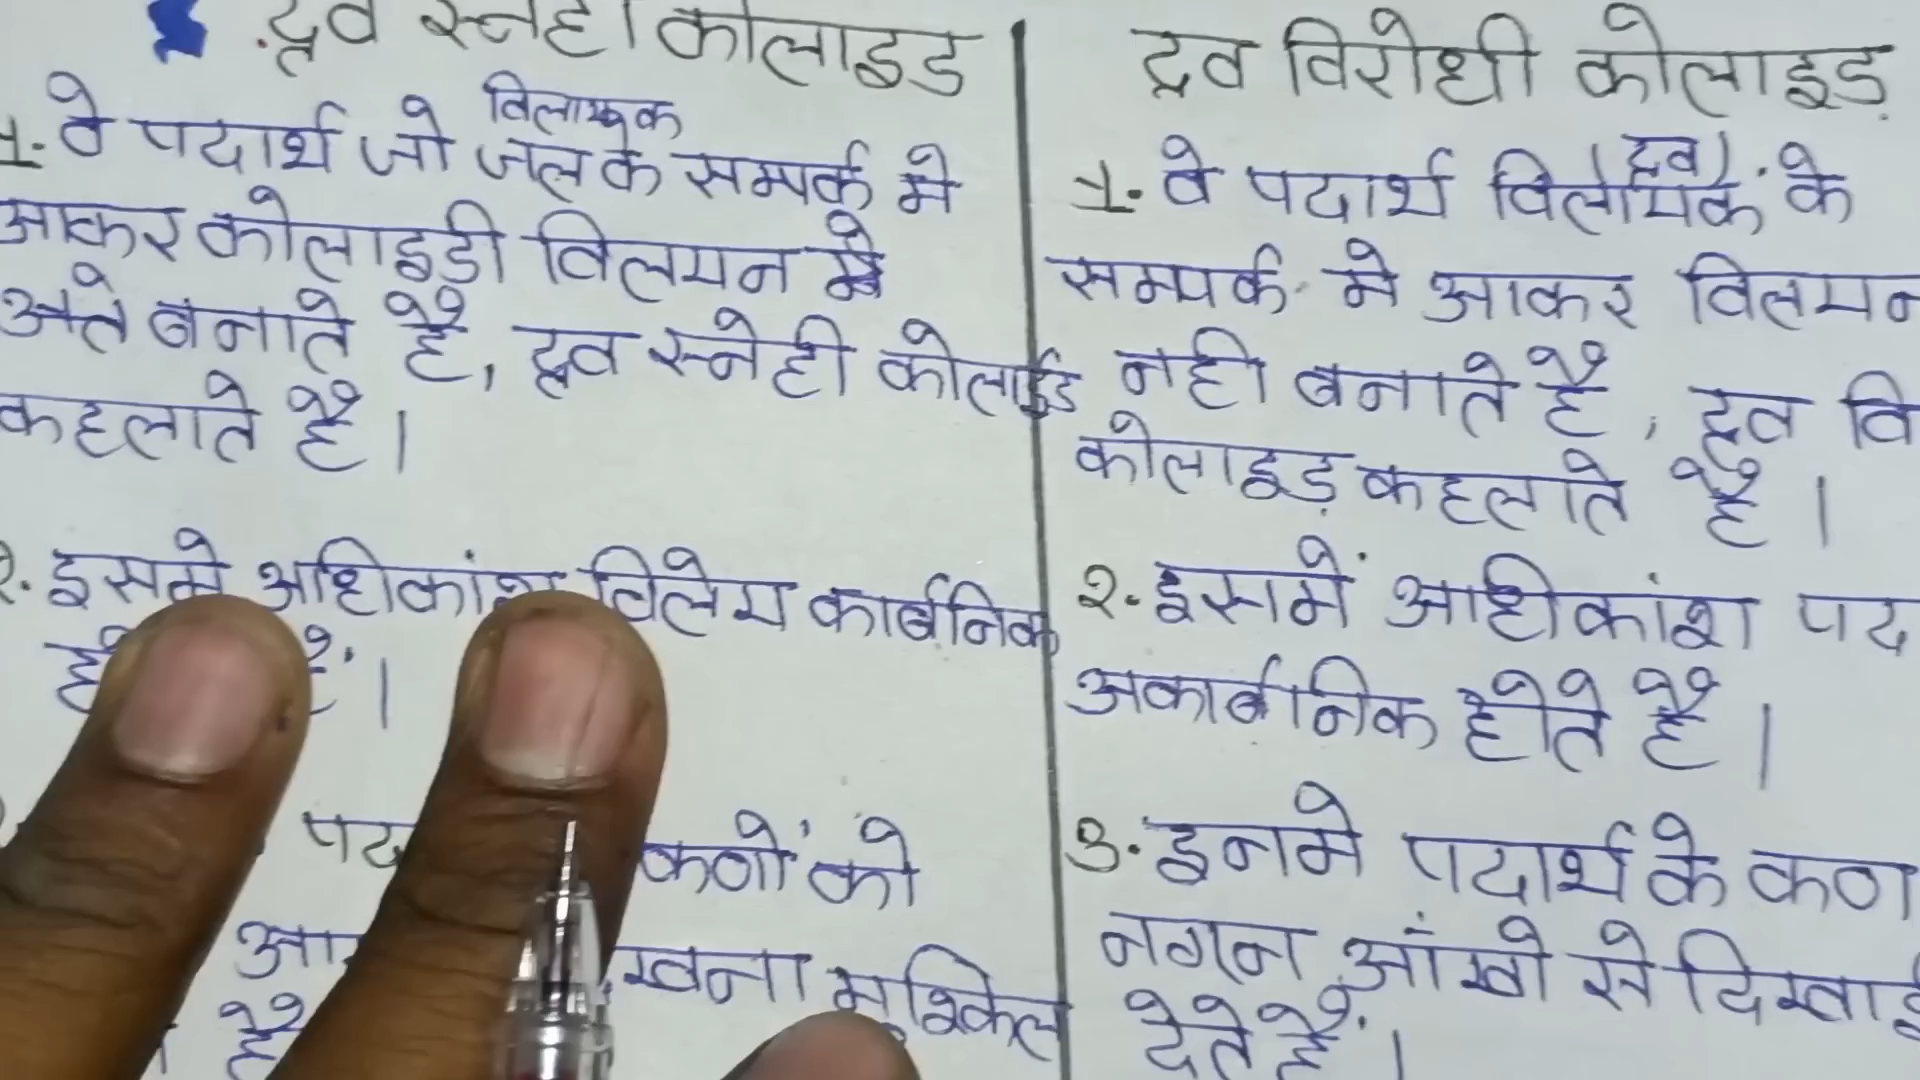 द्रव स्नेही कोलाइड
1. वे पदार्थ जो जल के सम्पर्क मे
विलायक
आकर कोलाइडी विलयन
बनाते है, द्रव स्नेही कोलाईड
कहलाते है ।
2. इसमे अधिकांश विलेय कार्बनिक
है ।
कणों को
मुश्किल
है
द्रव विरोधी कोलाइड़
(द्रव)
1. वे पदार्थ विलायक के
सम्पर्क मे आकर विलयन
नही बनाते है, द्रव वि
कोलाइड़ कहलाते है ।
२. इसमें अधिकांश पद
अकार्बनिक होते है ।
3. इनमे पदार्थ के कण
नग्न आंखो से दिखाई
देते हैं ।